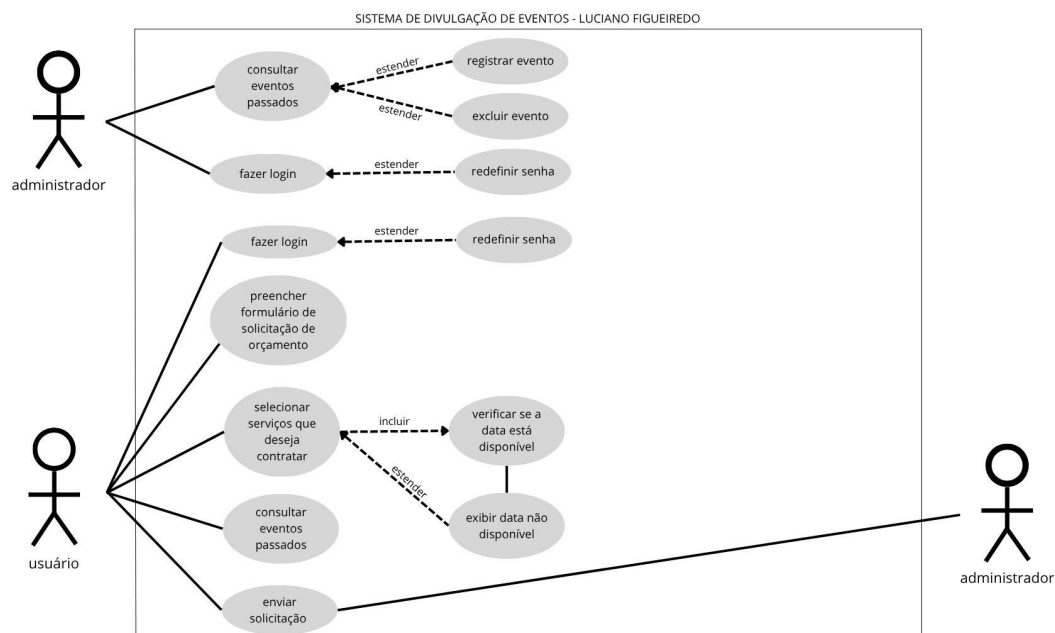 SISTEMA DE DIVULGAÇÃO DE EVENTOS - LUCIANO FIGUEIREDO
administrador
consultar
eventos
passados
estender
registrar evento
estender
excluir evento
fazer login
estender
redefinir senha
fazer login
estender
redefinir senha
preencher
formulário de
solicitação de
orçamento
selecionar
serviços que
deseja
contratar
incluir
verificar se a
data está
disponível
estender
exibir data não
disponível
consultar
eventos
passados
usuário
enviar
solicitação
administrador